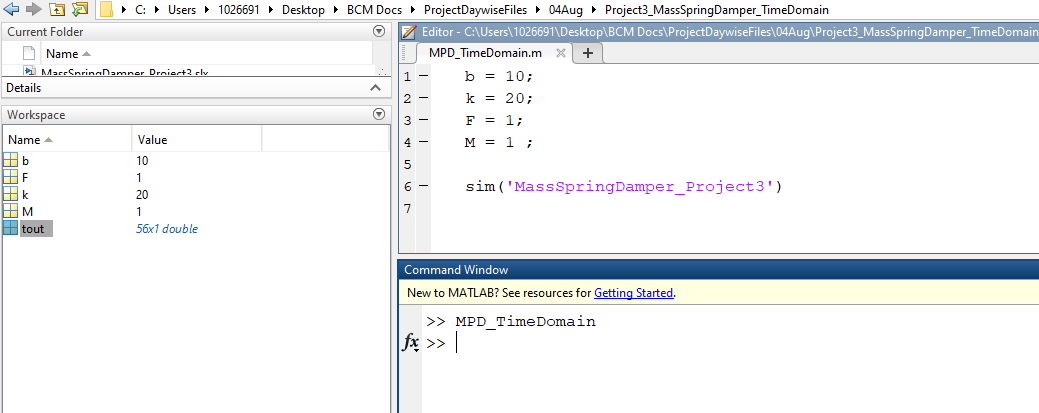 C: Users 1026691 Desktop BCM Docs ProjectDaywiseFiles 04Aug Project3_MassSpringDamper_TimeDomain
Current Folder
Name
MassSpringDamper_Project3.slx
Details
Workspace
Name Value
b 10
F 1
k 20
M 1
tout 56x1 double
Editor - C:\Users\1026691\Desktop\BCM Docs\ProjectDaywiseFiles\04Aug\Project3_MassSpringDamper_TimeDomain
MPD_TimeDomain.m
1 b = 10;
2 k = 20;
3 F = 1;
4 M = 1 ;
5
6 sim('MassSpringDamper_Project3')
7
Command Window
New to MATLAB? See resources for Getting Started.
>> MPD_TimeDomain
fx >>